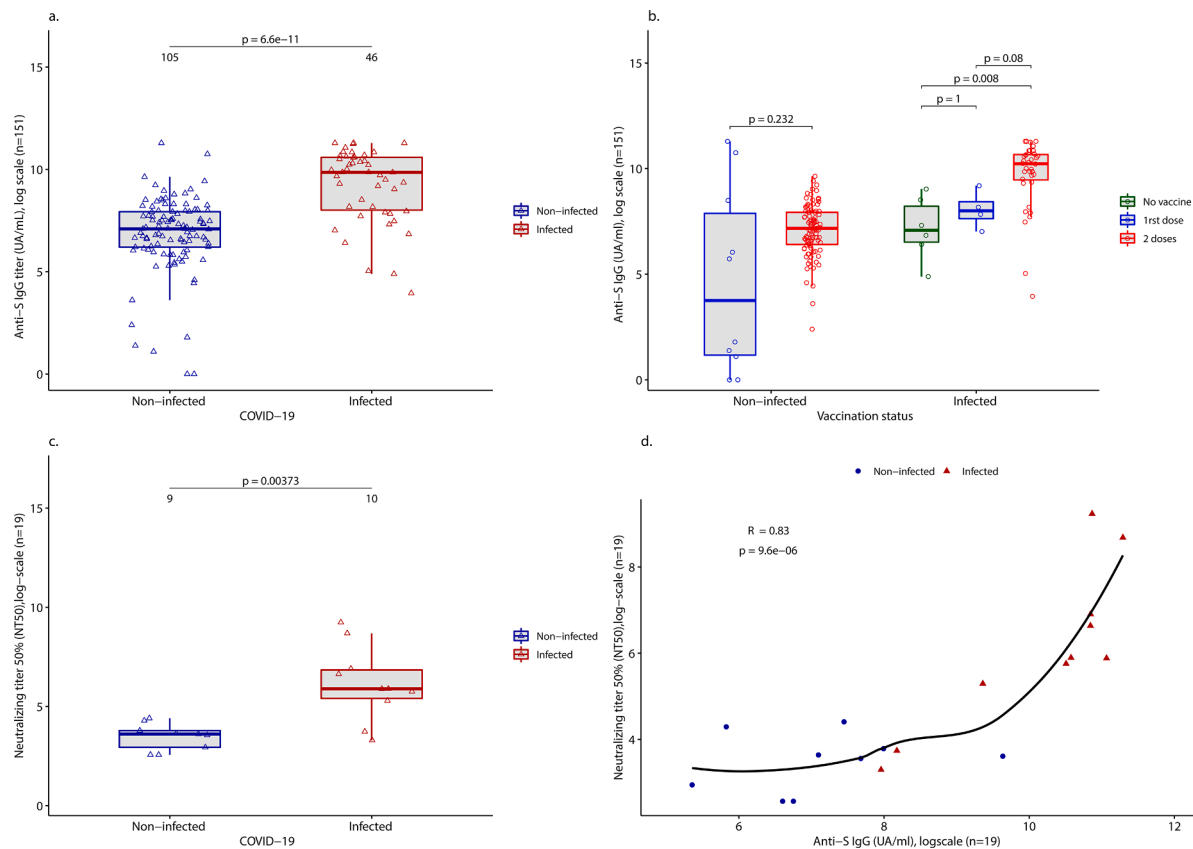 a.
p = 6.6e−11
105
46
15
10
5
0
Anti−S IgG titer (UA/mL), log scale (n=151)
Non−infected
Infected
COVID−19
Non−infected
Infected
b.
p = 0.08
p = 0.008
p = 1
p = 0.232
15
10
5
0
Anti−S IgG (UA/mL), log scale (n=151)
Non−infected
Infected
Vaccination status
No vaccine
1rst dose
2 doses
c.
p = 0.00373
9
10
15
10
5
0
Neutralizing titer 50% (NT50),log−scale (n=19)
Non−infected
Infected
COVID−19
Non−infected
Infected
d.
Non−infected
Infected
R = 0.83
p = 9.6e−06
8
6
4
Neutralizing titer 50% (NT50),log−scale (n=19)
6
8
10
12
Anti−S IgG (UA/ml), logscale (n=19)